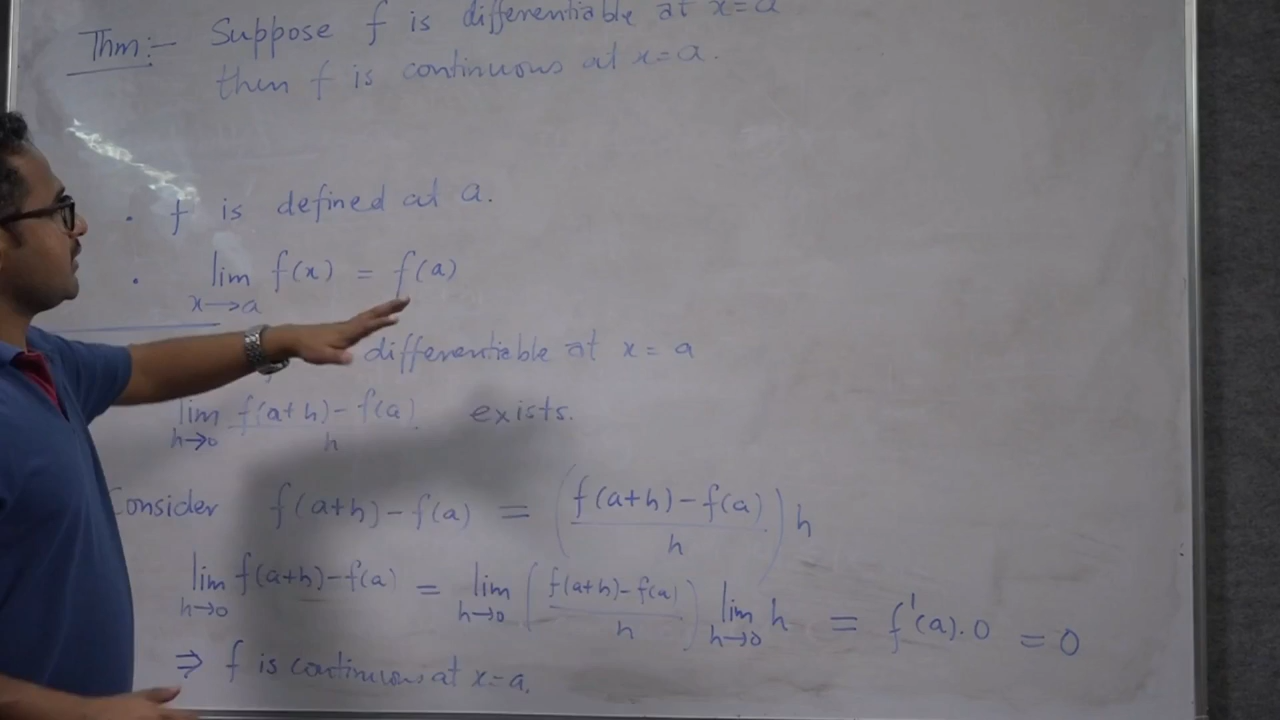 Thm:- Suppose f is differentiable at x=a
then f is continuous at x=a.
· f is defined at a.
· lim x→a f(x) = f(a)
differentiable at x = a
lim h→0 f(a+h)-f(a) / h exists.
Consider f(a+h)-f(a) = (f(a+h)-f(a) / h) h
lim h→0 f(a+h)-f(a) = lim h→0 (f(a+h)-f(a) / h) lim h→0 h = f'(a).0 = 0
⇒ f is continuous at x=a.